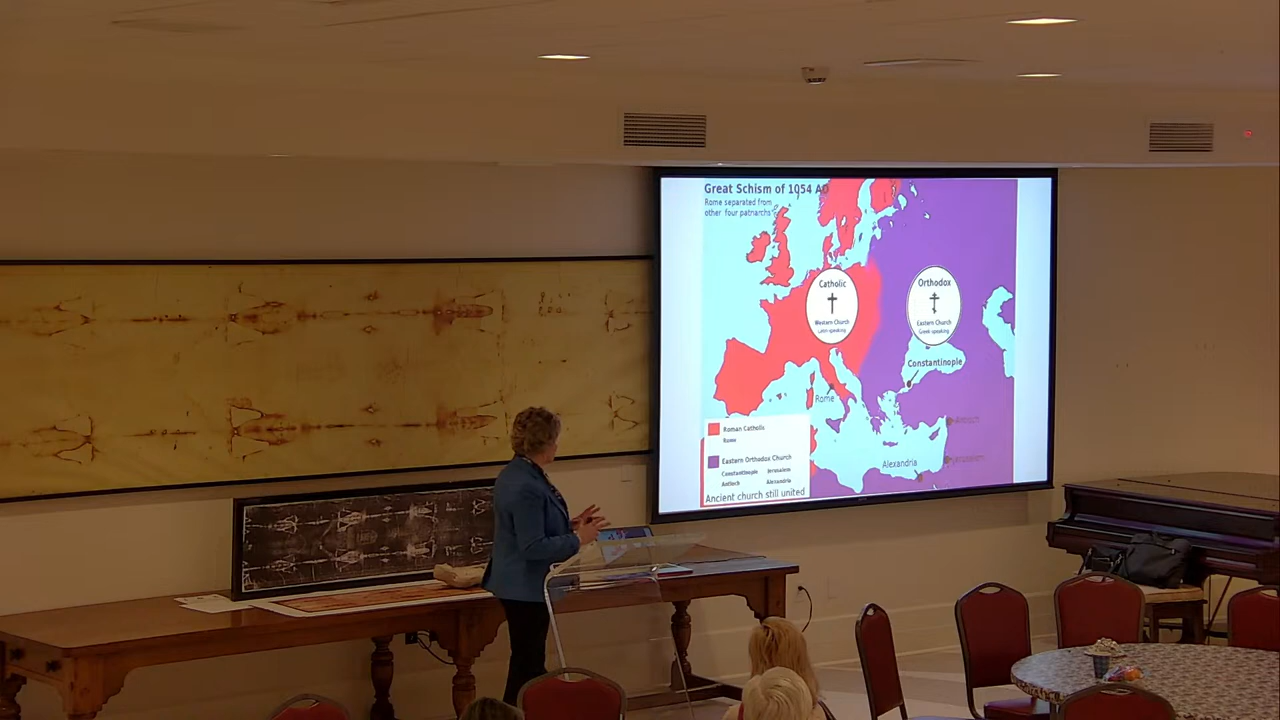 Great Schism of 1054 AD
Rome separated from
other four patriarchs
Catholic
Western Church
Latin-speaking
Orthodox
Eastern Church
Greek-speaking
Constantinople
Rome
Antioch
Jerusalem
Alexandria
Roman Catholic
Rome
Eastern Orthodox Church
Constantinople Jerusalem
Antioch Alexandria
Ancient church still united